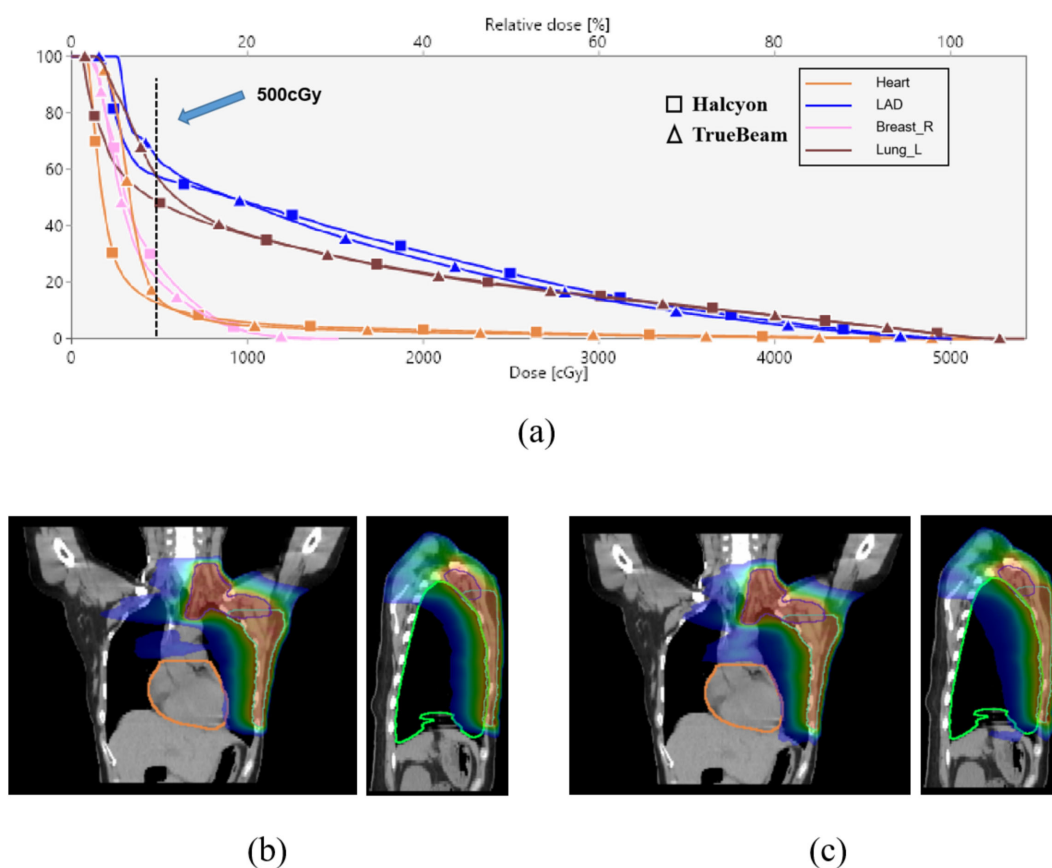 Relative dose [%]
0 20 40 60 80 100
100
80
60
40
20
0
500cGy
Halcyon
TrueBeam
Heart
LAD
Breast_R
Lung_L
0 1000 2000 3000 4000 5000
Dose [cGy]
(a)
(b) (c)